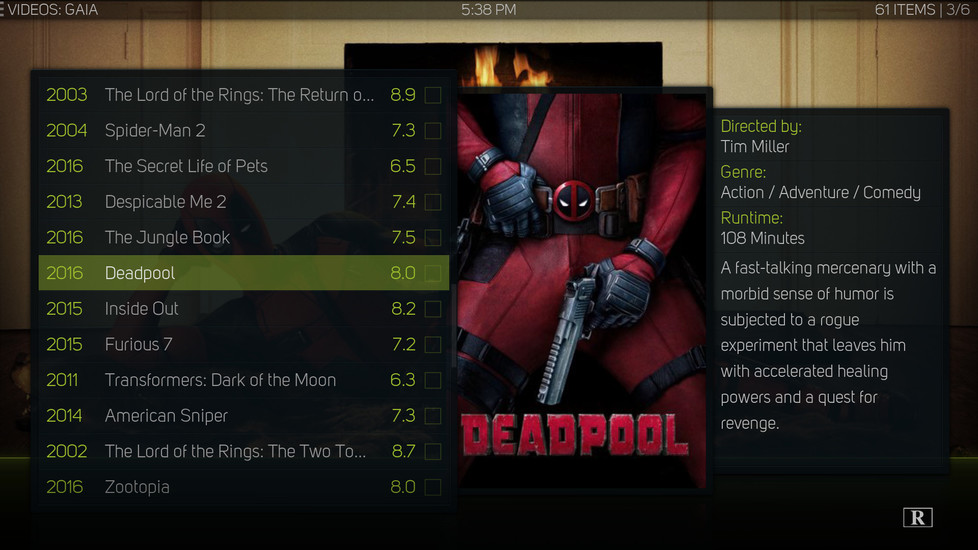 VIDEOS: GAIA
5:38 PM
61 ITEMS | 3/6
2003 The Lord of the Rings: The Return o... 8.9
2004 Spider-Man 2 7.3
2016 The Secret Life of Pets 6.5
2013 Despicable Me 2 7.4
2016 The Jungle Book 7.5
2016 Deadpool 8.0
2015 Inside Out 8.2
2015 Furious 7 7.2
2011 Transformers: Dark of the Moon 6.3
2014 American Sniper 7.3
2002 The Lord of the Rings: The Two To... 8.7
2016 Zootopia 8.0
DEADPOOL
Directed by:
Tim Miller
Genre:
Action / Adventure / Comedy
Runtime:
108 Minutes
A fast-talking mercenary with a
morbid sense of humor is
subjected to a rogue
experiment that leaves him
with accelerated healing
powers and a quest for
revenge.
R